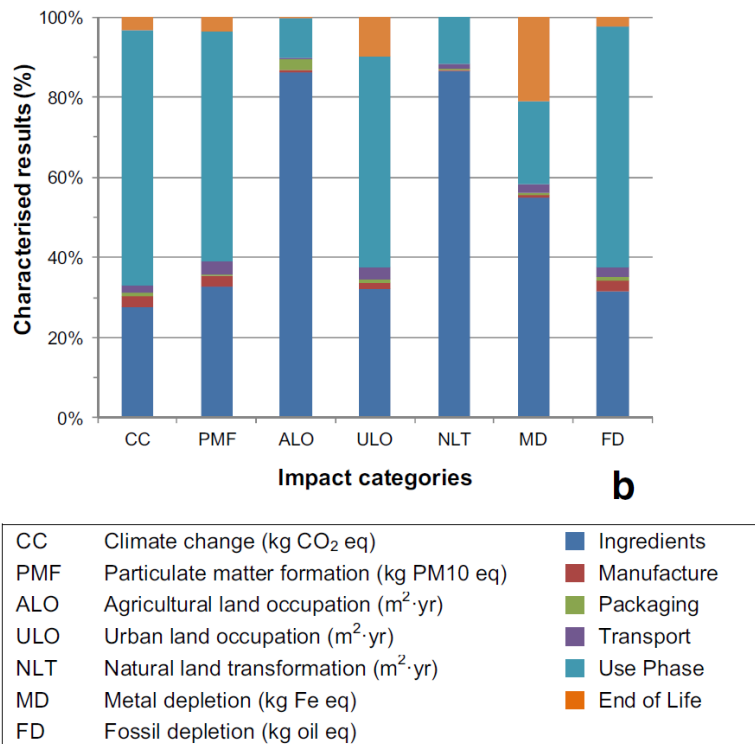 100%
80%
60%
40%
20%
0%
Characterised results (%)
CC PMF ALO ULO NLT MD FD
Impact categories
b
CC Climate change (kg CO₂ eq)
PMF Particulate matter formation (kg PM10 eq)
ALO Agricultural land occupation (m²·yr)
ULO Urban land occupation (m²·yr)
NLT Natural land transformation (m²·yr)
MD Metal depletion (kg Fe eq)
FD Fossil depletion (kg oil eq)
Ingredients
Manufacture
Packaging
Transport
Use Phase
End of Life